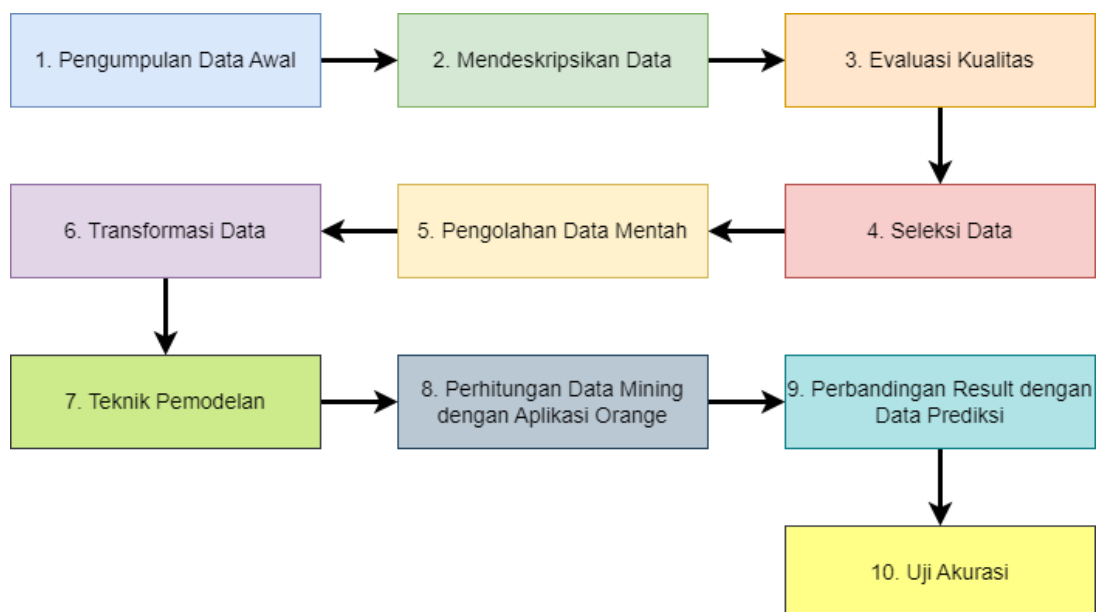 1. Pengumpulan Data Awal
2. Mendeskripsikan Data
3. Evaluasi Kualitas
4. Seleksi Data
5. Pengolahan Data Mentah
6. Transformasi Data
7. Teknik Pemodelan
8. Perhitungan Data Mining
dengan Aplikasi Orange
9. Perbandingan Result dengan
Data Prediksi
10. Uji Akurasi